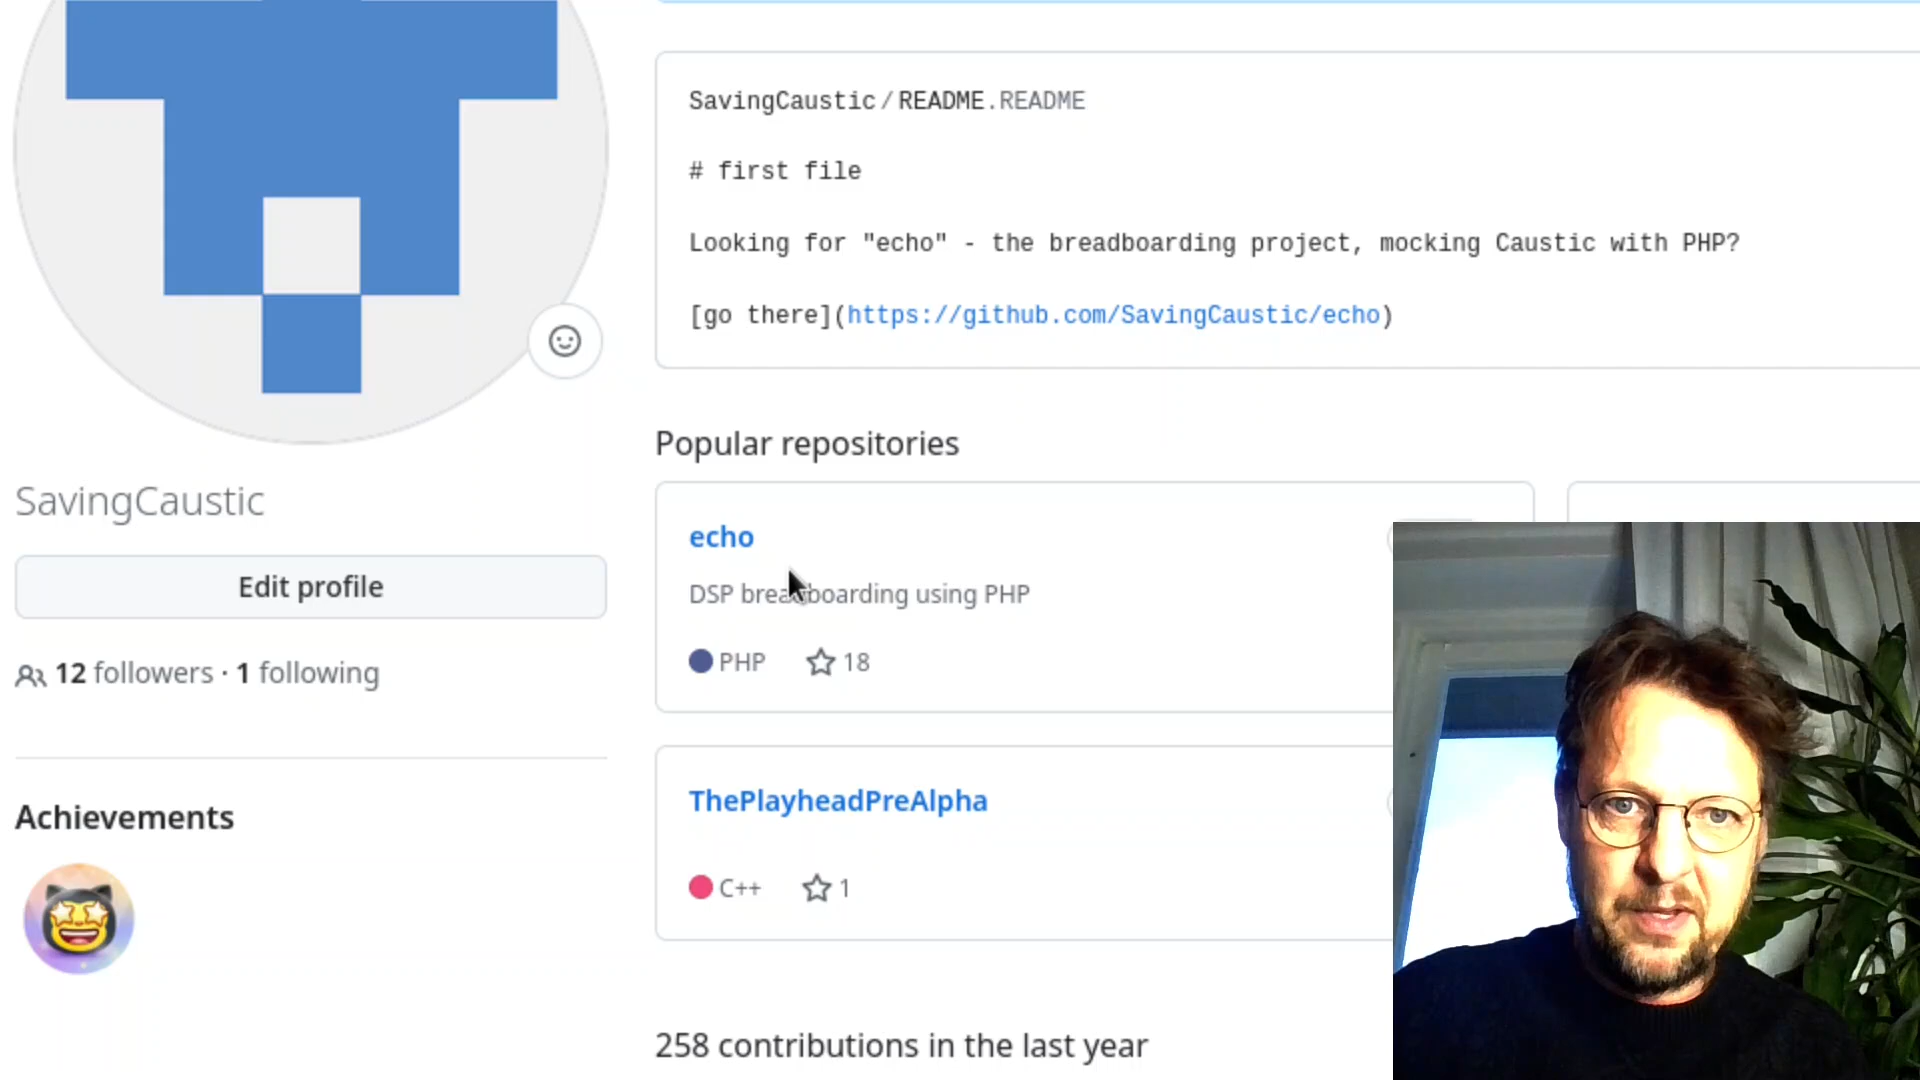 SavingCaustic/README.README
# first file
Looking for "echo" - the breadboarding project, mocking Caustic with PHP?
[go there](https://github.com/SavingCaustic/echo)
SavingCaustic
Edit profile
12 followers · 1 following
Achievements
Popular repositories
echo
DSP breadboarding using PHP
PHP 18
ThePlayheadPreAlpha
C++ 1
258 contributions in the last year